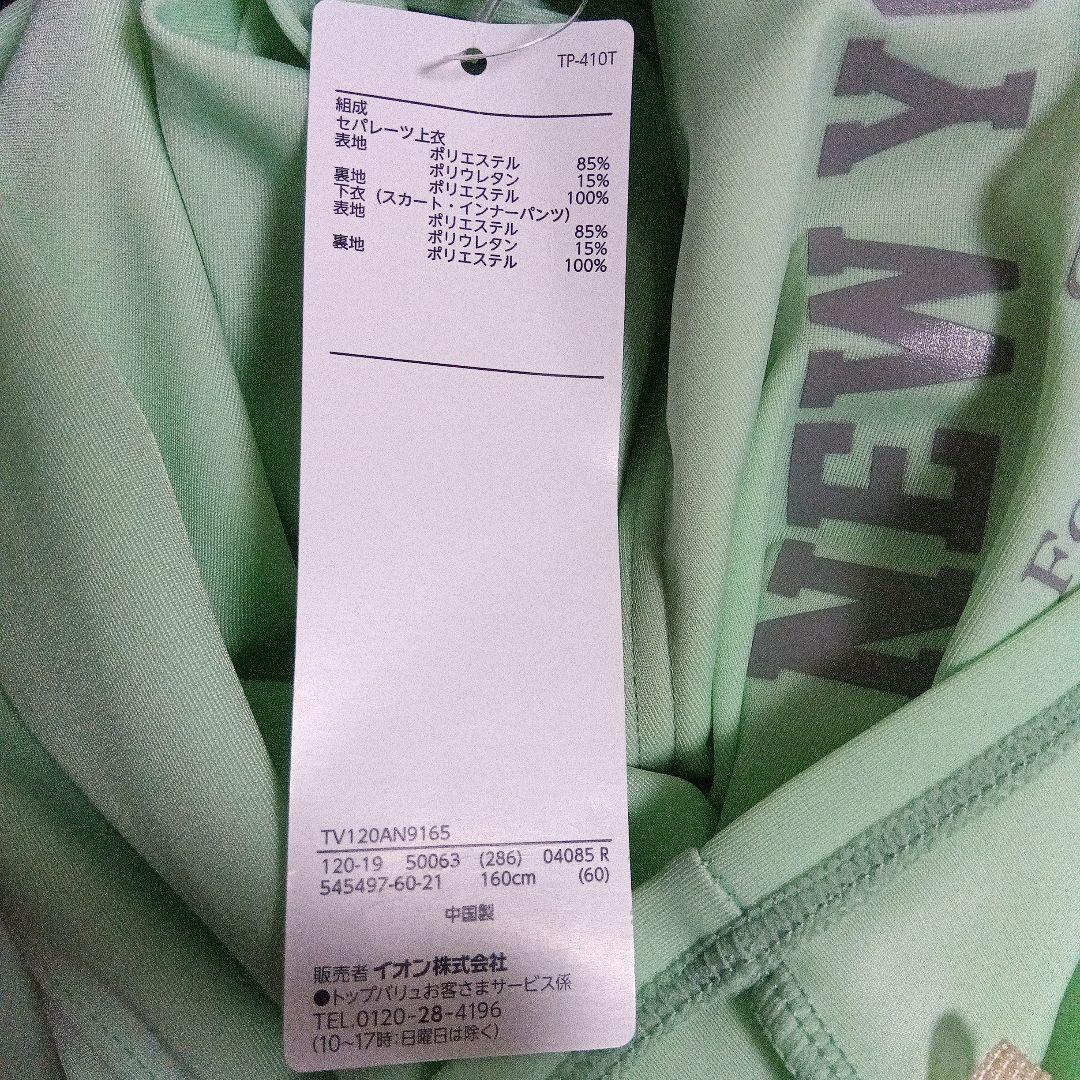 TP-410T
組成
セパレーツ上衣
表地 ポリエステル 85%
ポリウレタン 15%
裏地 ポリエステル 100%
下衣(スカート・インナーパンツ)
表地 ポリエステル 85%
ポリウレタン 15%
裏地 ポリエステル 100%
TV120AN9165
120-19 50063 (286) 04085 R
545497-60-21 160cm (60)
中国製
販売者 イオン株式会社
●トップバリュお客さまサービス係
TEL.0120-28-4196
(10~17時:日曜日は除く)
NEW Y